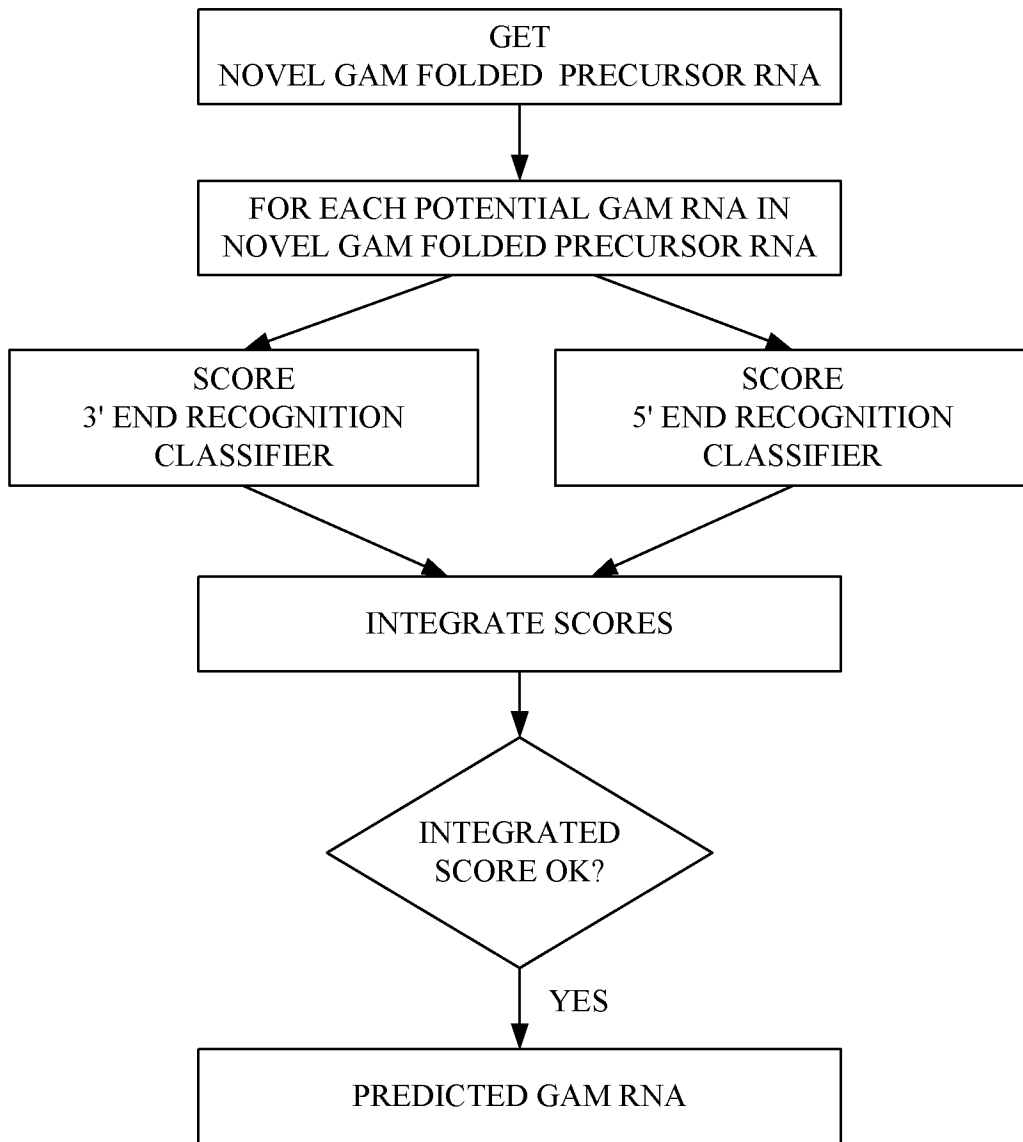 GET
NOVEL GAM FOLDED PRECURSOR RNA
FOR EACH POTENTIAL GAM RNA IN
NOVEL GAM FOLDED PRECURSOR RNA
SCORE
3' END RECOGNITION
CLASSIFIER
SCORE
5' END RECOGNITION
CLASSIFIER
INTEGRATE SCORES
INTEGRATED
SCORE OK?
YES
PREDICTED GAM RNA